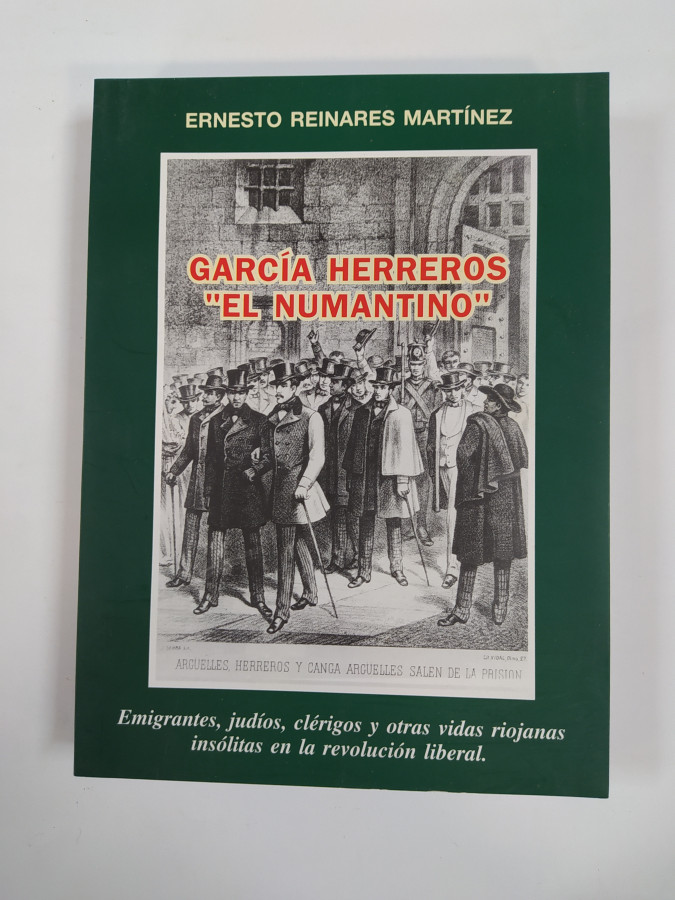 ERNESTO REINARES MARTÍNEZ
GARCÍA HERREROS
"EL NUMANTINO"
ARGUELLES, HERREROS Y CANGA ARGUELLES SALEN DE LA PRISION
Emigrantes, judíos, clérigos y otras vidas riojanas
insólitas en la revolución liberal.